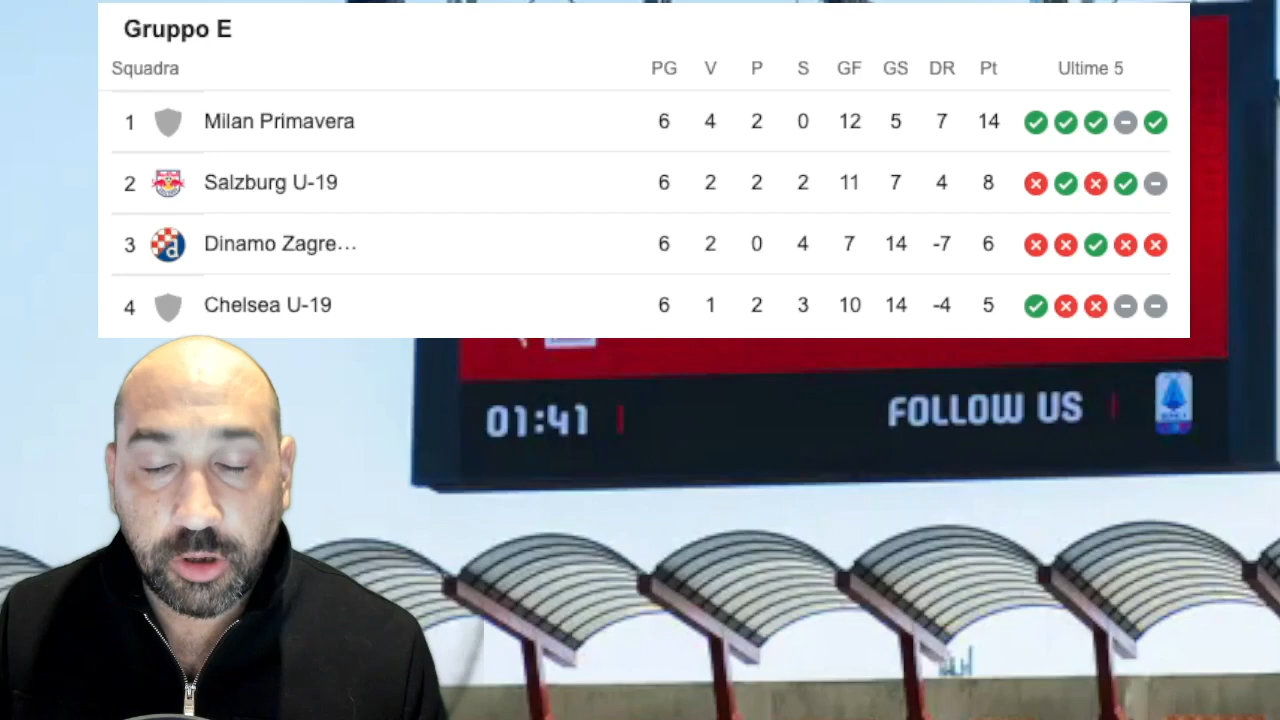 Gruppo E
Squadra PG V P S GF GS DR Pt Ultime 5
1 Milan Primavera 6 4 2 0 12 5 7 14
2 Salzburg U-19 6 2 2 2 11 7 4 8
3 Dinamo Zagre... 6 2 0 4 7 14 -7 6
4 Chelsea U-19 6 1 2 3 10 14 -4 5
01:41 FOLLOW US